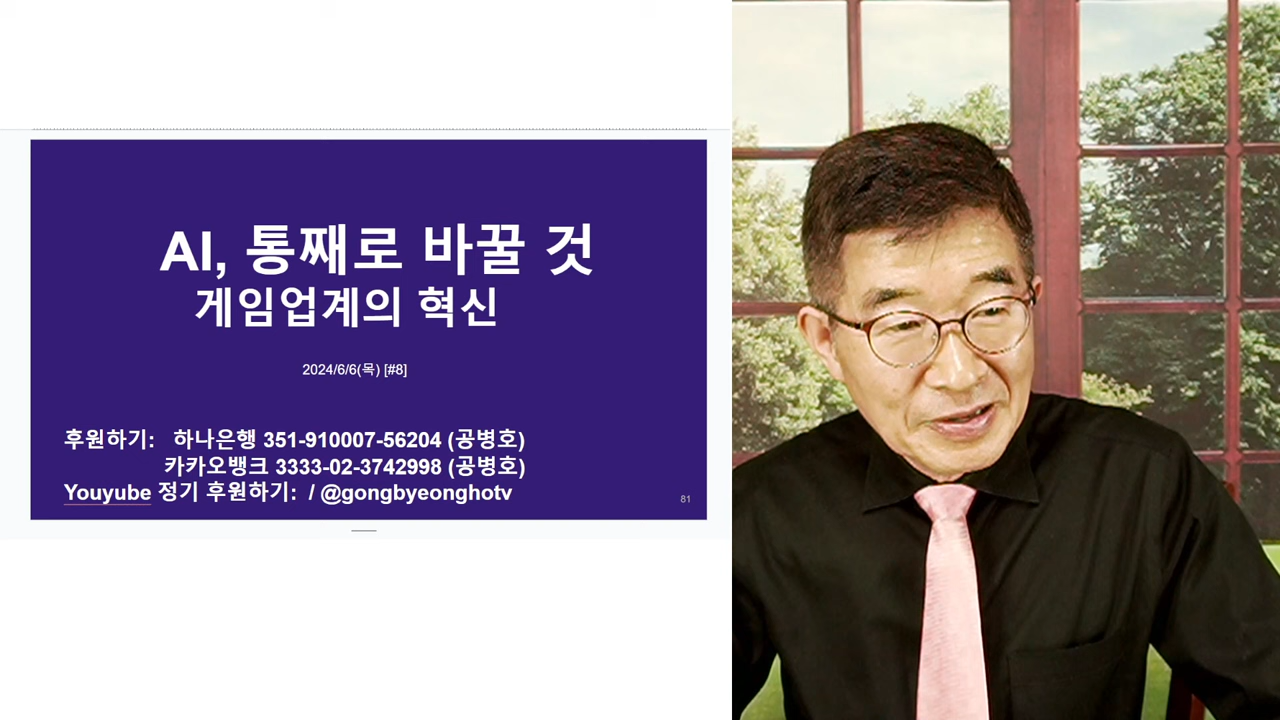 AI, 통째로 바꿀 것
게임업계의 혁신
2024/6/6(목) [#8]
후원하기: 하나은행 351-910007-56204 (공병호)
카카오뱅크 3333-02-3742998 (공병호)
Youyube 정기 후원하기: / @gongbyeonghotv
81